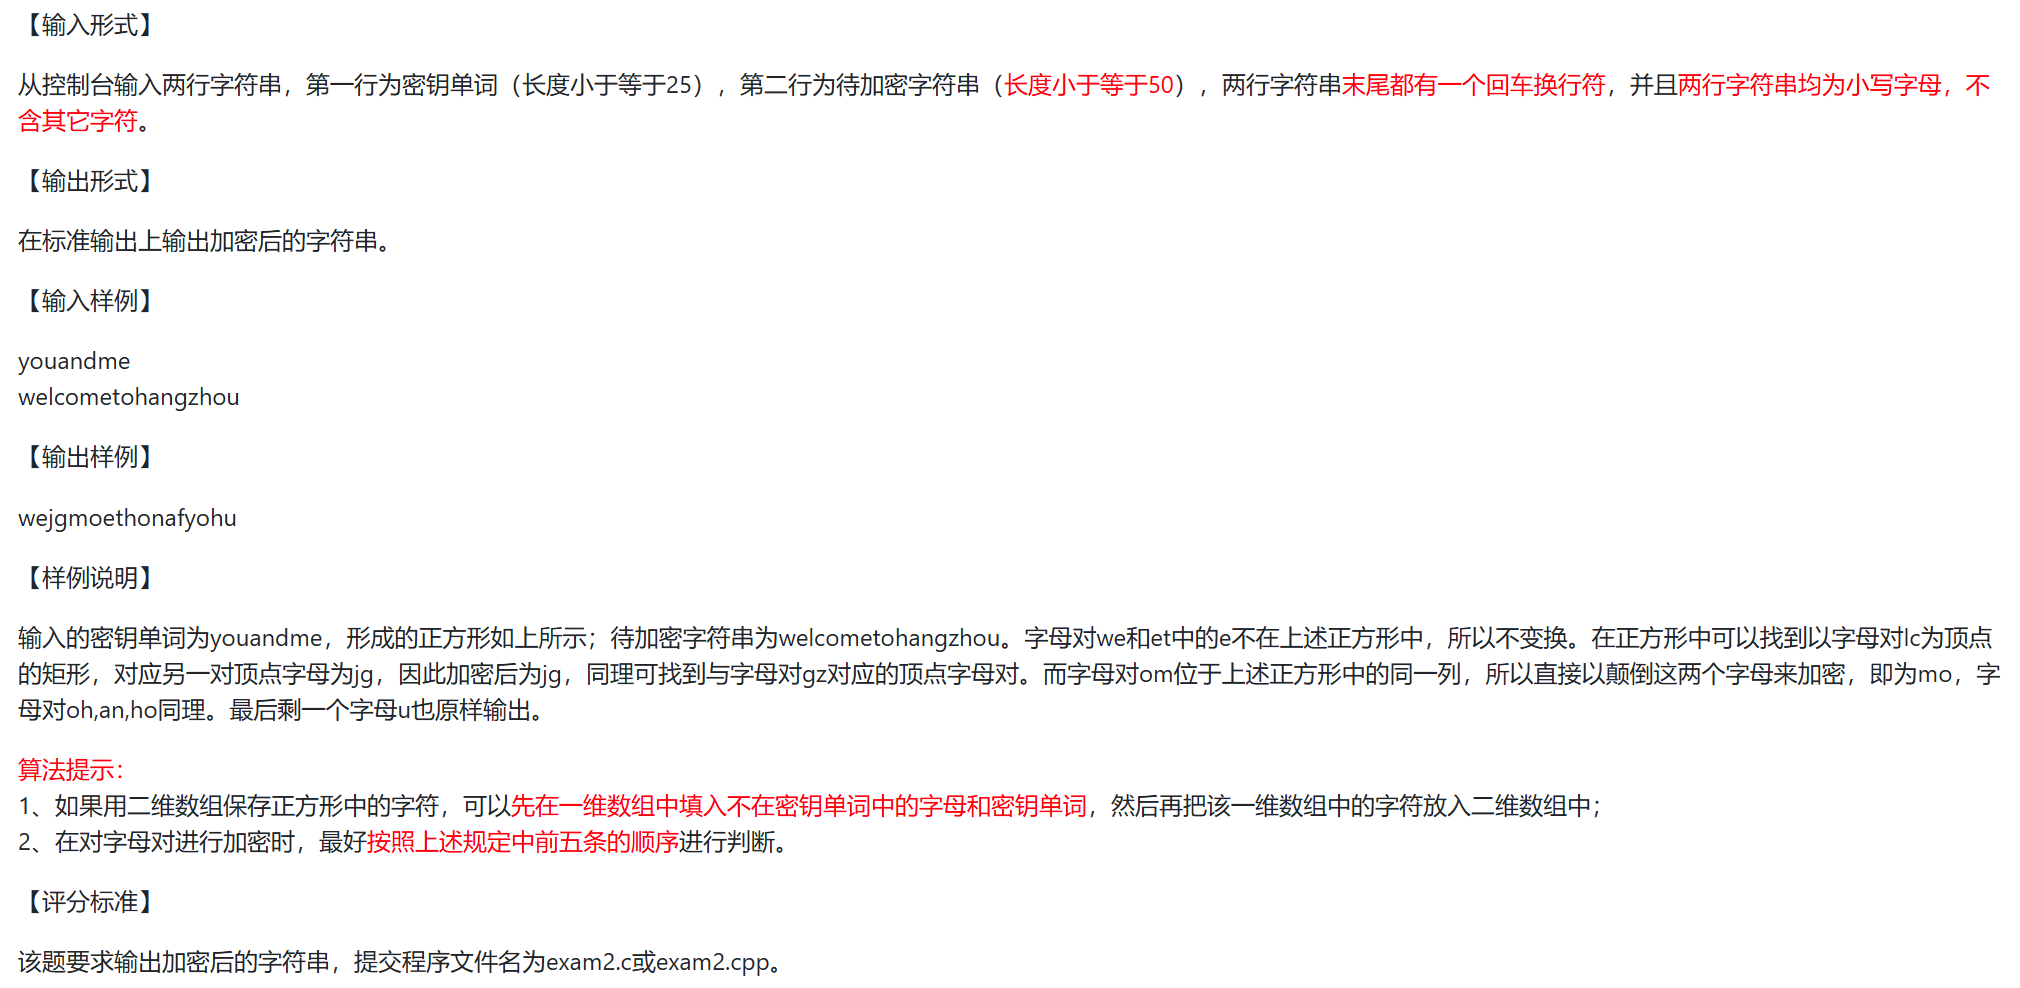 【输入形式】
从控制台输入两行字符串，第一行为密钥单词（长度小于等于25），第二行为待加密字符串（长度小于等于50），两行字符串末尾都有一个回车换行符，并且两行字符串均为小写字母，不
含其它字符。
【输出形式】
在标准输出上输出加密后的字符串。
【输入样例】
youandme
welcometohangzhou
【输出样例】
wejgmoethonafyohu
【样例说明】
输入的密钥单词为youandme，形成的正方形如上所示；待加密字符串为welcometohangzhou。字母对we和et中的e不在上述正方形中，所以不变换。在正方形中可以找到以字母对lc为顶点
的矩形，对应另一对顶点字母为jg，因此加密后为jg，同理可找到与字母对gz对应的顶点字母对。而字母对om位于上述正方形中的同一列，所以直接以颠倒这两个字母来加密，即为mo，字
母对oh,an,ho同理。最后剩一个字母u也原样输出。
算法提示：
1、如果用二维数组保存正方形中的字符，可以先在一维数组中填入不在密钥单词中的字母和密钥单词，然后再把该一维数组中的字符放入二维数组中；
2、在对字母对进行加密时，最好按照上述规定中前五条的顺序进行判断。
【评分标准】
该题要求输出加密后的字符串，提交程序文件名为exam2.c或exam2.cpp。